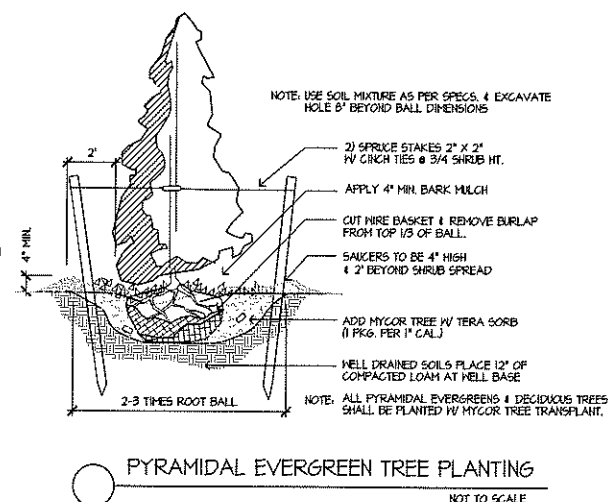 NOTE: USE SOIL MIXTURE AS PER SPECS. & EXCAVATE
HOLE 8" BEYOND BALL DIMENSIONS
2) SPRUCE STAKES 2" X 2"
W/ CINCH TIES @ 3/4 SHRUB HT.
2'
APPLY 4" MIN. BARK MULCH
CUT WIRE BASKET & REMOVE BURLAP
FROM TOP 1/3 OF BALL.
4" MIN.
SAUCERS TO BE 4" HIGH
& 2' BEYOND SHRUB SPREAD
ADD MYCOR TREE W/ TERA SORB
(1 PKG. PER 1" CAL.)
WELL DRAINED SOILS PLACE 12" OF
COMPACTED LOAM AT WELL BASE
2-3 TIMES ROOT BALL
NOTE: ALL PYRAMIDAL EVERGREENS & DECIDUOUS TREES
SHALL BE PLANTED W/ MYCOR TREE TRANSPLANT.
PYRAMIDAL EVERGREEN TREE PLANTING
NOT TO SCALE